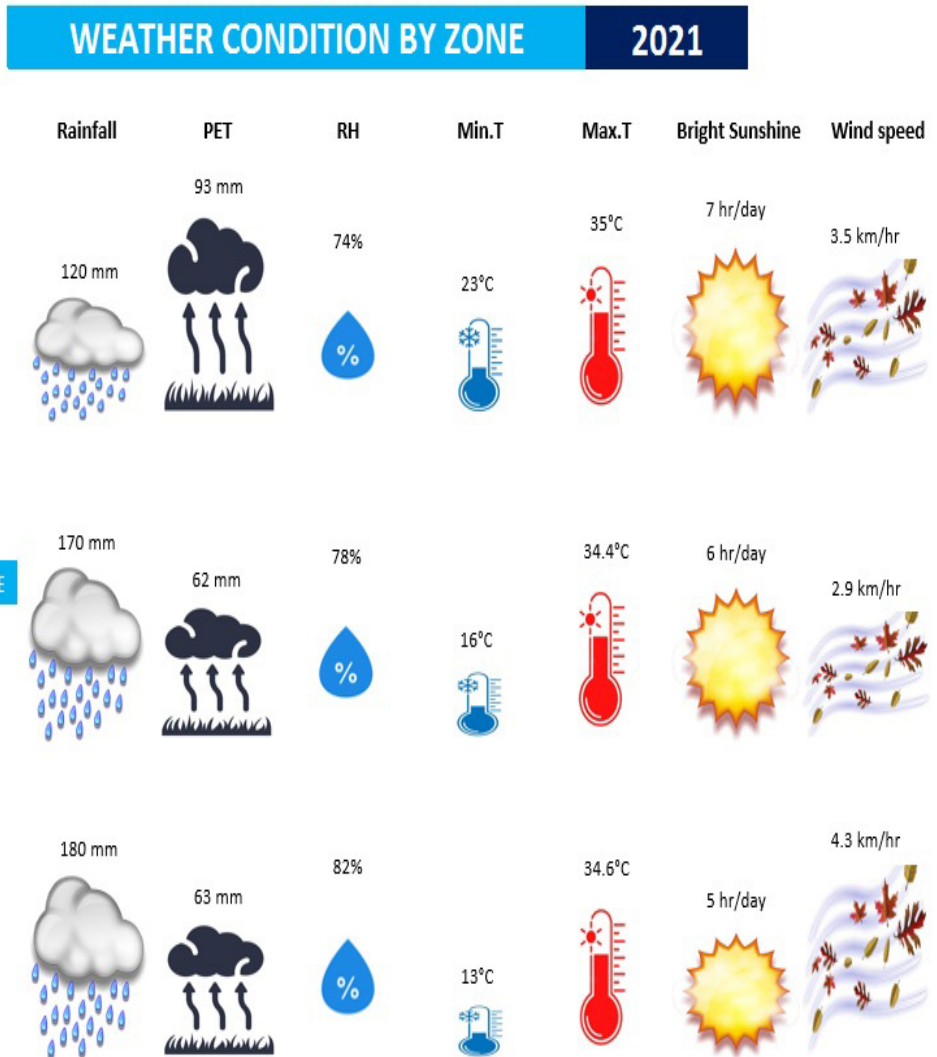 WEATHER CONDITION BY ZONE 2021
Rainfall PET RH Min.T Max.T Bright Sunshine Wind speed
120 mm 93 mm 74% 23°C 35°C 7 hr/day 3.5 km/hr
%
170 mm 62 mm 78% 16°C 34.4°C 6 hr/day 2.9 km/hr
%
180 mm 63 mm 82% 13°C 34.6°C 5 hr/day 4.3 km/hr
%